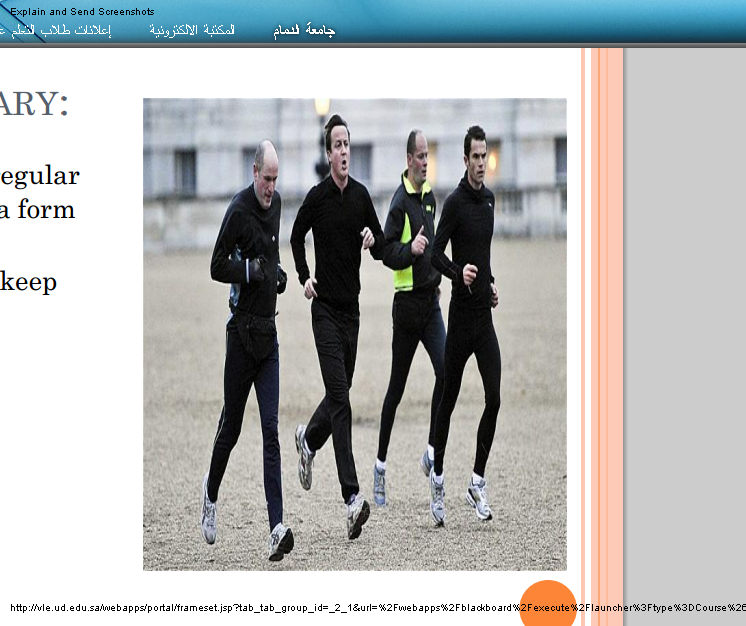 Explain and Send Screenshots
جامعة الدمام المكتبة الالكترونية إعلانات طلاب التعلم
ARY:
egular
a form
keep
http://vle.ud.edu.sa/webapps/portal/frameset.jsp?tab_tab_group_id=_2_1&url=%2Fwebapps%2Fblackboard%2Fexecute%2Flauncher%3Ftype%3DCourse%26